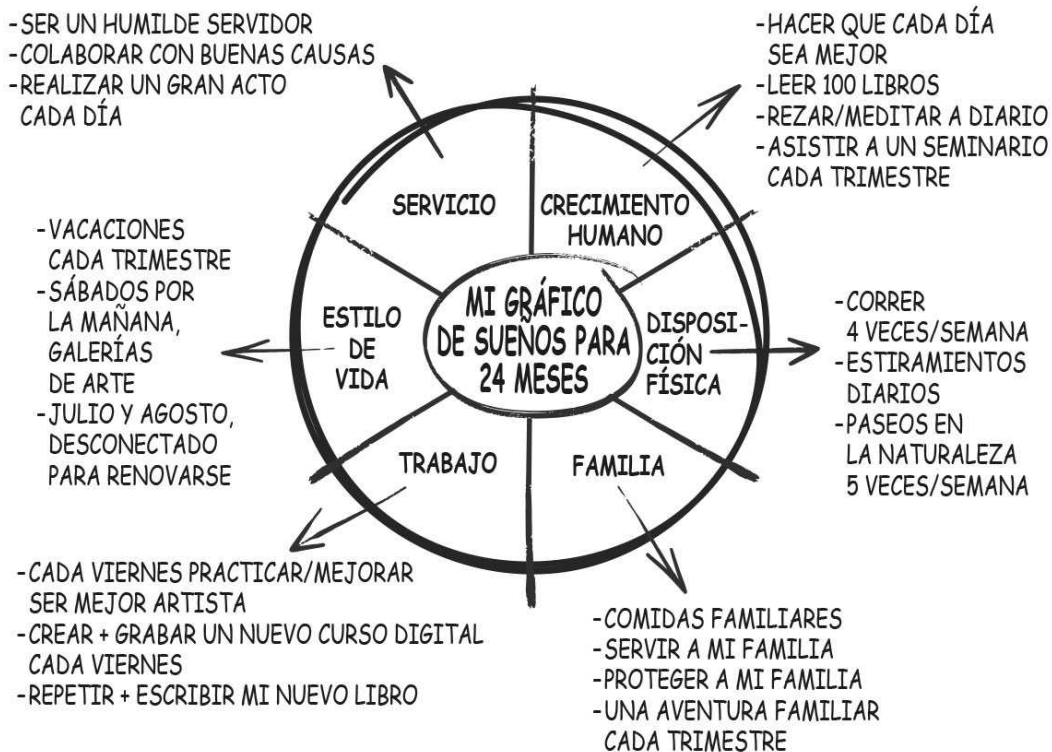 -SER UN HUMILDE SERVIDOR
-COLABORAR CON BUENAS CAUSAS
-REALIZAR UN GRAN ACTO
CADA DÍA
-HACER QUE CADA DÍA
SEA MEJOR
-LEER 100 LIBROS
-REZAR/MEDITAR A DIARIO
-ASISTIR A UN SEMINARIO
CADA TRIMESTRE
SERVICIO
CRECIMIENTO
HUMANO
-VACACIONES
CADA TRIMESTRE
-SÁBADOS POR
LA MAÑANA,
GALERÍAS
DE ARTE
-JULIO Y AGOSTO,
DESCONECTADO
PARA RENOVARSE
ESTILO
DE
VIDA
MI GRÁFICO
DE SUEÑOS PARA
24 MESES
DISPOSI-
CIÓN
FÍSICA
-CORRER
4 VECES/SEMANA
-ESTIRAMIENTOS
DIARIOS
-PASEOS EN
LA NATURALEZA
5 VECES/SEMANA
TRABAJO
FAMILIA
-CADA VIERNES PRACTICAR/MEJORAR
SER MEJOR ARTISTA
-CREAR + GRABAR UN NUEVO CURSO DIGITAL
CADA VIERNES
-REPETIR + ESCRIBIR MI NUEVO LIBRO
-COMIDAS FAMILIARES
-SERVIR A MI FAMILIA
-PROTEGER A MI FAMILIA
-UNA AVENTURA FAMILIAR
CADA TRIMESTRE